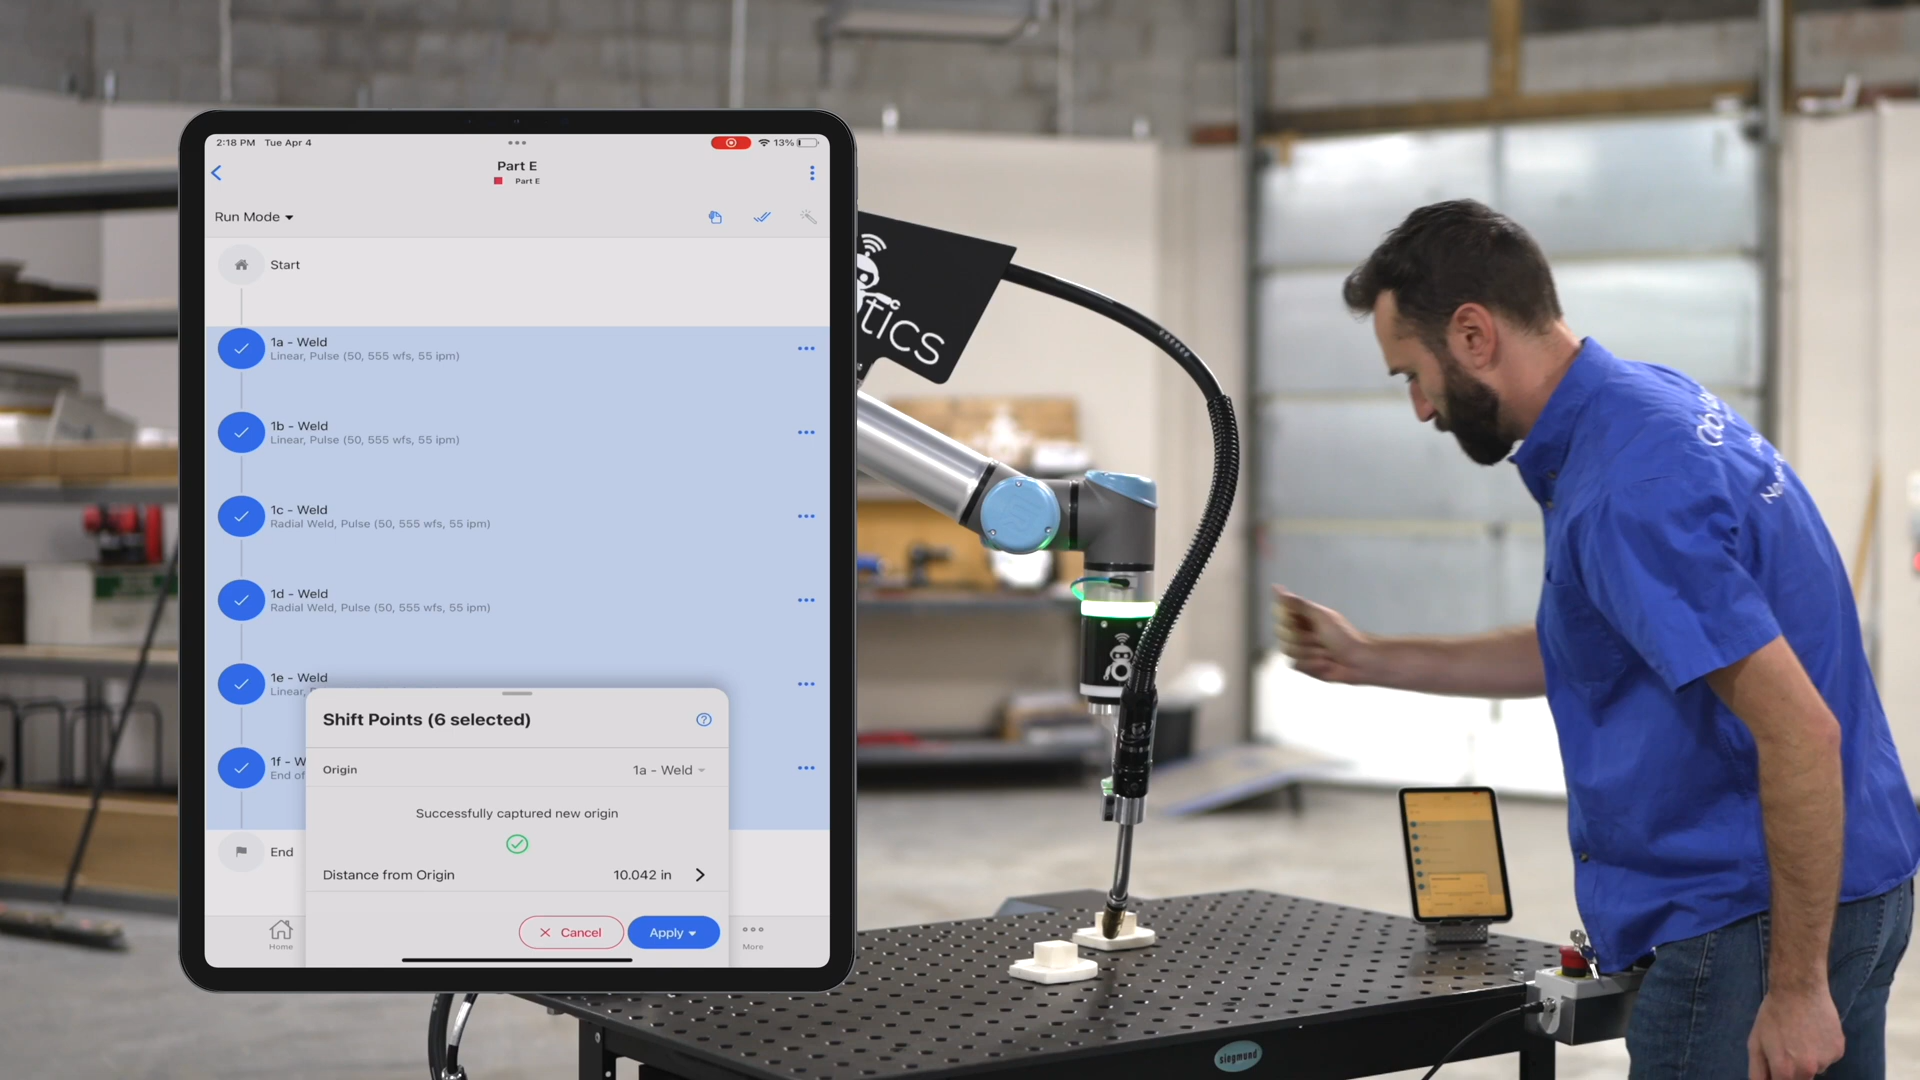 2:18 PM Tue Apr 4
13%
Part E
Part E
Run Mode
Start
1a - Weld
Linear, Pulse (50, 555 wfs, 55 ipm)
1b - Weld
Linear, Pulse (50, 555 wfs, 55 ipm)
1c - Weld
Radial Weld, Pulse (50, 555 wfs, 55 ipm)
1d - Weld
Radial Weld, Pulse (50, 555 wfs, 55 ipm)
1e - Weld
Linear,
1f - W
End of
Shift Points (6 selected)
Origin 1a - Weld
Successfully captured new origin
Distance from Origin 10.042 in
Cancel Apply
End
Home
More
tics
siegmund